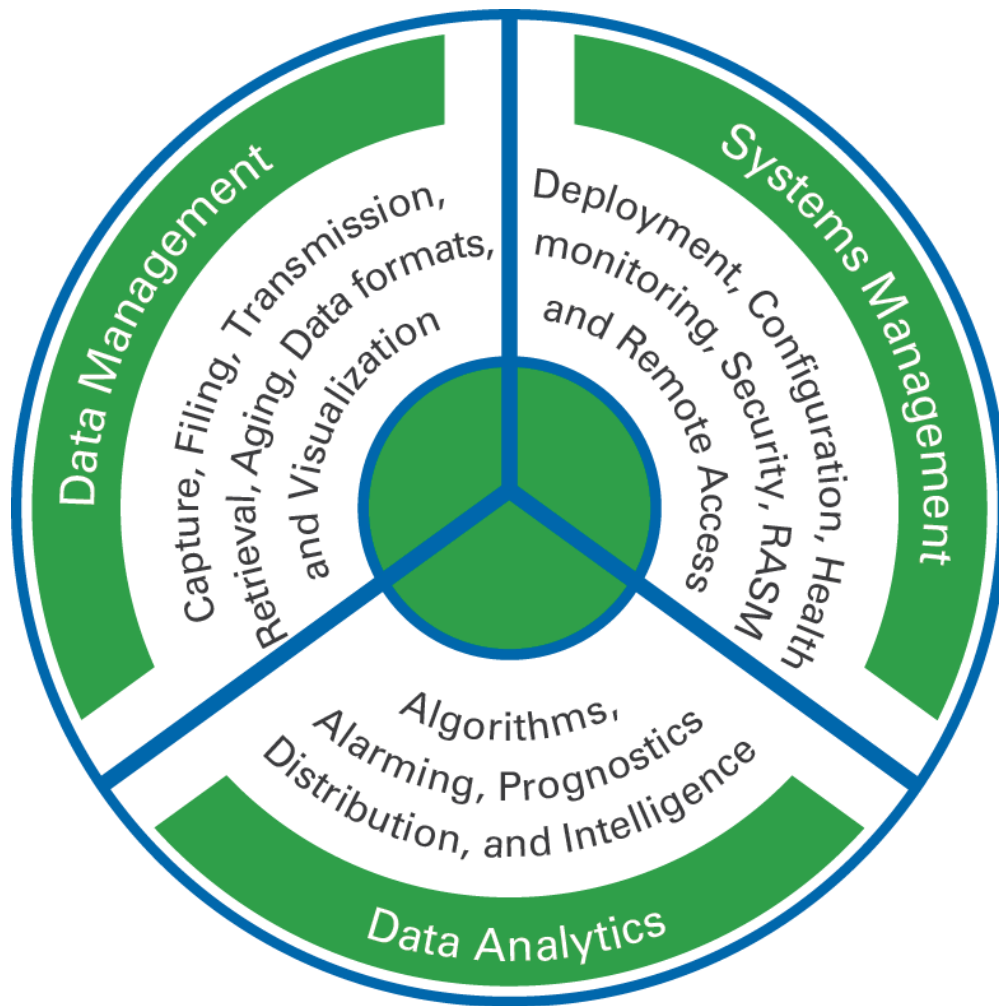 Data Management
Capture, Filing, Transmission,
Retrieval, Aging, Data formats,
and Visualization
Systems Management
Deployment, Configuration, Health
monitoring, Security, RASM
and Remote Access
Algorithms,
Alarming, Prognostics
Distribution, and Intelligence
Data Analytics